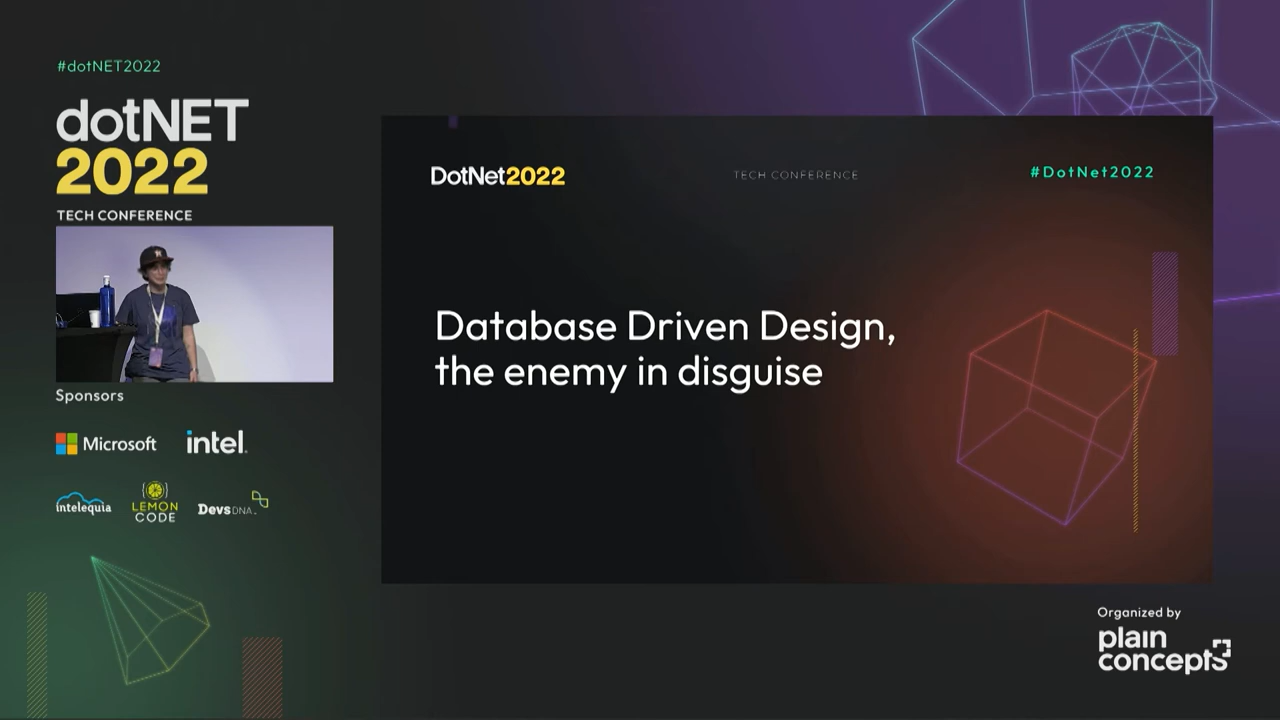 #dotNET2022
dotNET
2022
TECH CONFERENCE
Sponsors
Microsoft
intel.
intelequia
LEMON
CODE
DevsDNA
DotNet2022
TECH CONFERENCE
#DotNet2022
Database Driven Design,
the enemy in disguise
Organized by
plain
concepts